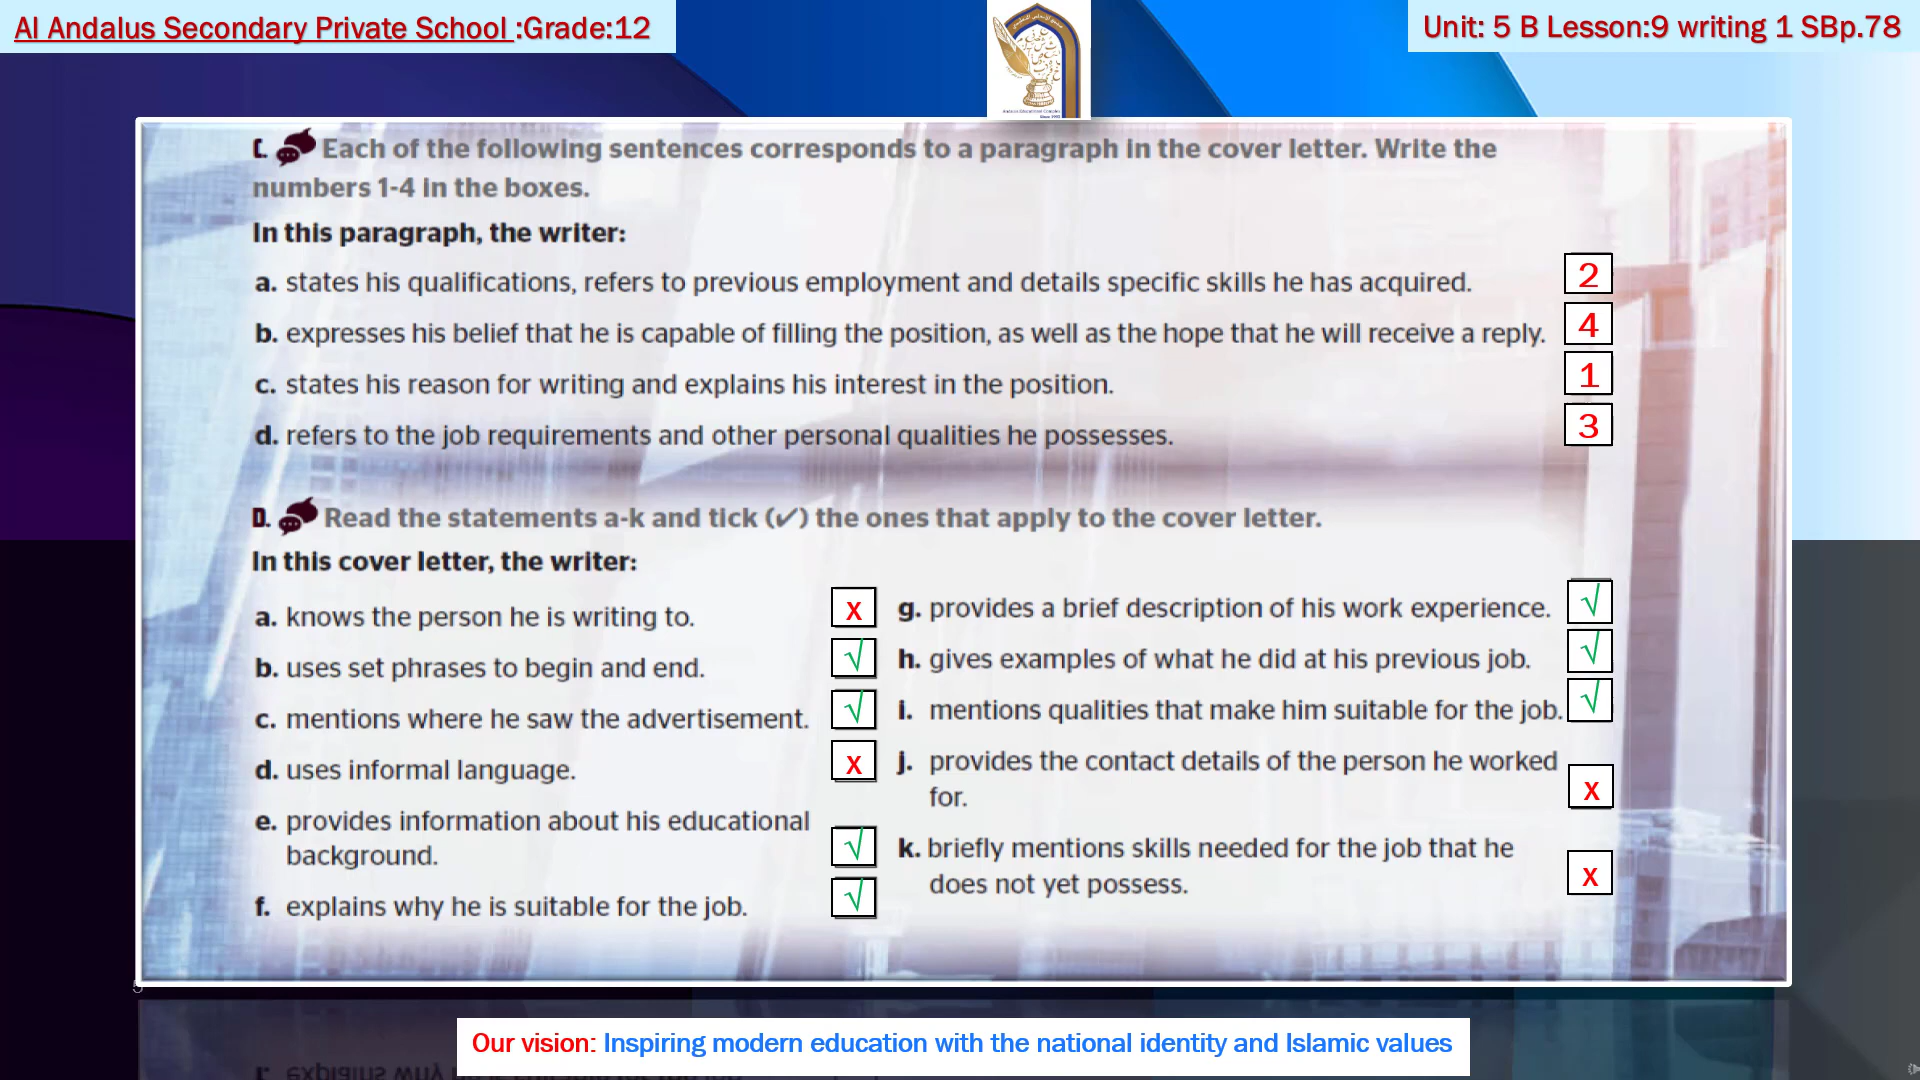 Al Andalus Secondary Private School :Grade:12
Unit: 5 B Lesson:9 writing 1 SBp.78
C. Each of the following sentences corresponds to a paragraph in the cover letter. Write the
numbers 1-4 in the boxes.
In this paragraph, the writer:
a. states his qualifications, refers to previous employment and details specific skills he has acquired. 2
b. expresses his belief that he is capable of filling the position, as well as the hope that he will receive a reply. 4
c. states his reason for writing and explains his interest in the position. 1
d. refers to the job requirements and other personal qualities he possesses. 3
D. Read the statements a-k and tick (✓) the ones that apply to the cover letter.
In this cover letter, the writer:
a. knows the person he is writing to. x
b. uses set phrases to begin and end. √
c. mentions where he saw the advertisement. √
d. uses informal language. x
e. provides information about his educational
background. √
f. explains why he is suitable for the job. √
g. provides a brief description of his work experience. √
h. gives examples of what he did at his previous job. √
i. mentions qualities that make him suitable for the job. √
j. provides the contact details of the person he worked
for. x
k. briefly mentions skills needed for the job that he
does not yet possess. x
5
Our vision: Inspiring modern education with the national identity and Islamic values